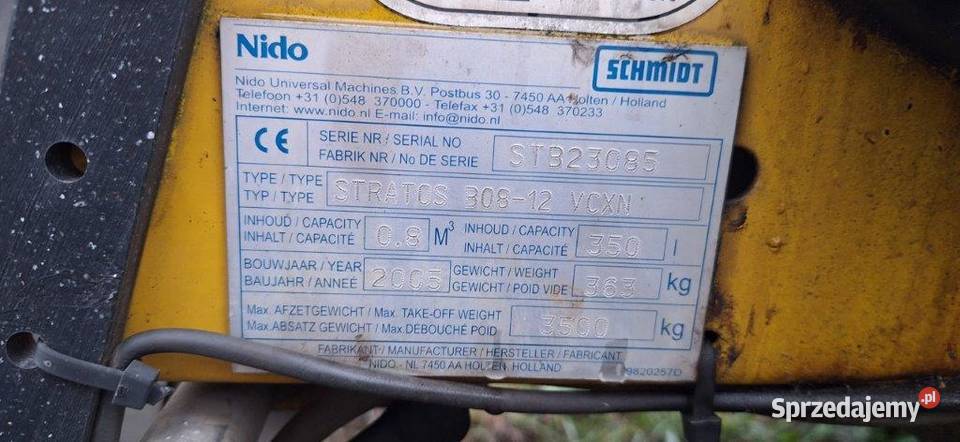 Nido
SCHMIDT
Nido Universal Machines B.V. Postbus 30 - 7450 AA Holten / Holland
Telefoon +31 (0)548 370000 - Telefax +31 (0)548 370233
Internet: www.nido.nl E-mail: info@nido.nl
CE
SERIE NR / SERIAL NO
FABRIK NR / No DE SERIE
STB23085
TYPE / TYPE
TYP / TYPE
STRATOS B08-12 VCXN
INHOUD / CAPACITY
INHALT / CAPACITÉ
0.8 M3
INHOUD / CAPACITY
INHALT / CAPACITÉ
350 l
BOUWJAAR / YEAR
BAUJAHR / ANNEÉ
2005
GEWICHT / WEIGHT
GEWICHT / POID VIDE
363 kg
Max. AFZETGEWICHT / Max. TAKE-OFF WEIGHT
Max. ABSATZ GEWICHT / Max. DEBOUCHÉ POID
3500 kg
FABRIKANT / MANUFACTURER / HERSTELLER / FABRICANT
NIDO - NL 7450 AA HOLTEN, HOLLAND
9820257D
Sprzedajemy.pl